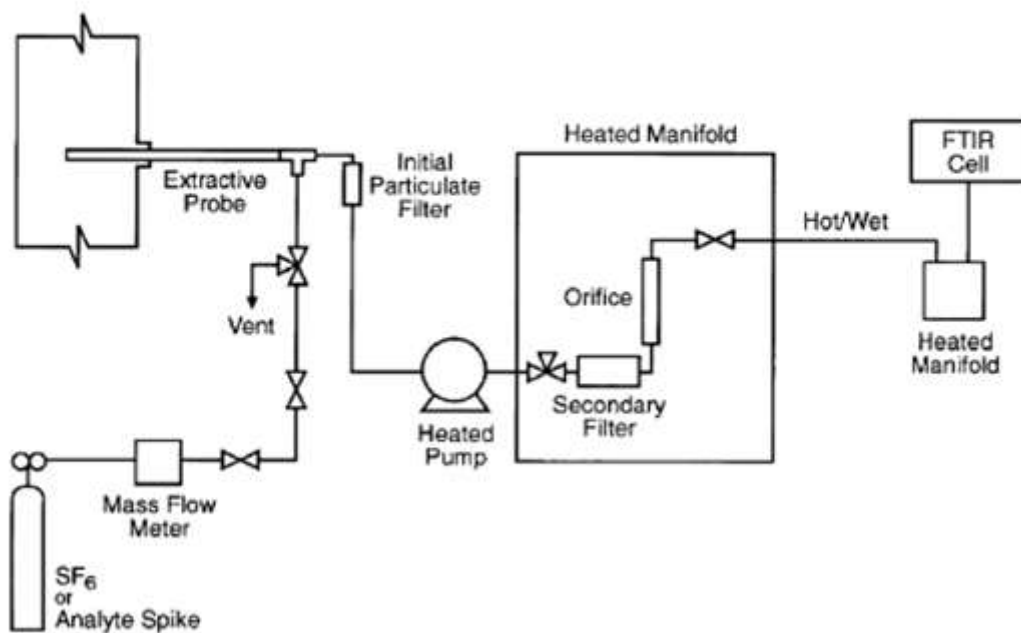 Extractive
Probe
Initial
Particulate
Filter
Vent
Mass Flow
Meter
SF6
or
Analyte Spike
Heated
Pump
Heated Manifold
Orifice
Secondary
Filter
Hot/Wet
FTIR
Cell
Heated
Manifold